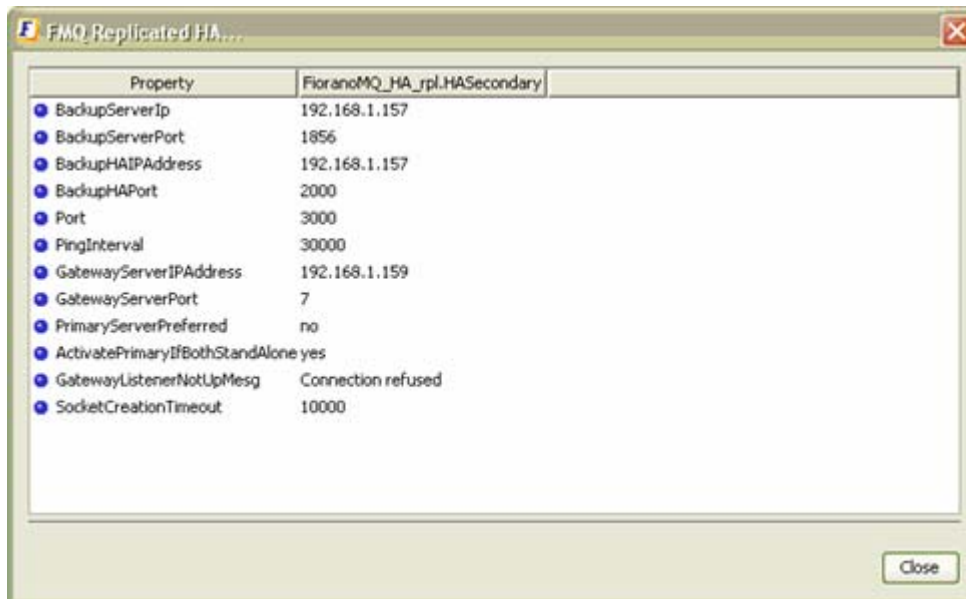 FMQ Replicated HA...
Property FioranoMQ_HA_rpl.HASecondary
BackupServerIp 192.168.1.157
BackupServerPort 1856
BackupHAIPAddress 192.168.1.157
BackupHAPort 2000
Port 3000
PingInterval 30000
GatewayServerIPAddress 192.168.1.159
GatewayServerPort 7
PrimaryServerPreferred no
ActivatePrimaryIfBothStandAlone yes
GatewayListenerNotUpMesg Connection refused
SocketCreationTimeout 10000
Close